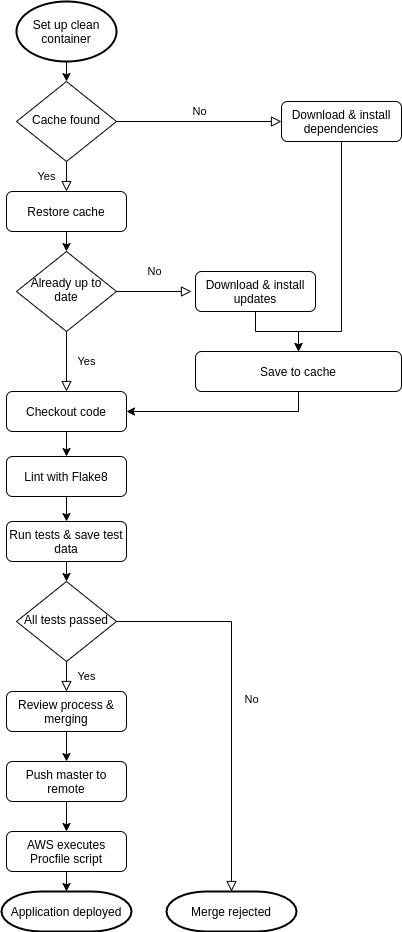 Set up clean
container
Cache found
No
Download & install
dependencies
Yes
Restore cache
Already up to
date
No
Download & install
updates
Yes
Save to cache
Checkout code
Lint with Flake8
Run tests & save test
data
All tests passed
Yes
No
Review process &
merging
Push master to
remote
AWS executes
Procfile script
Application deployed
Merge rejected